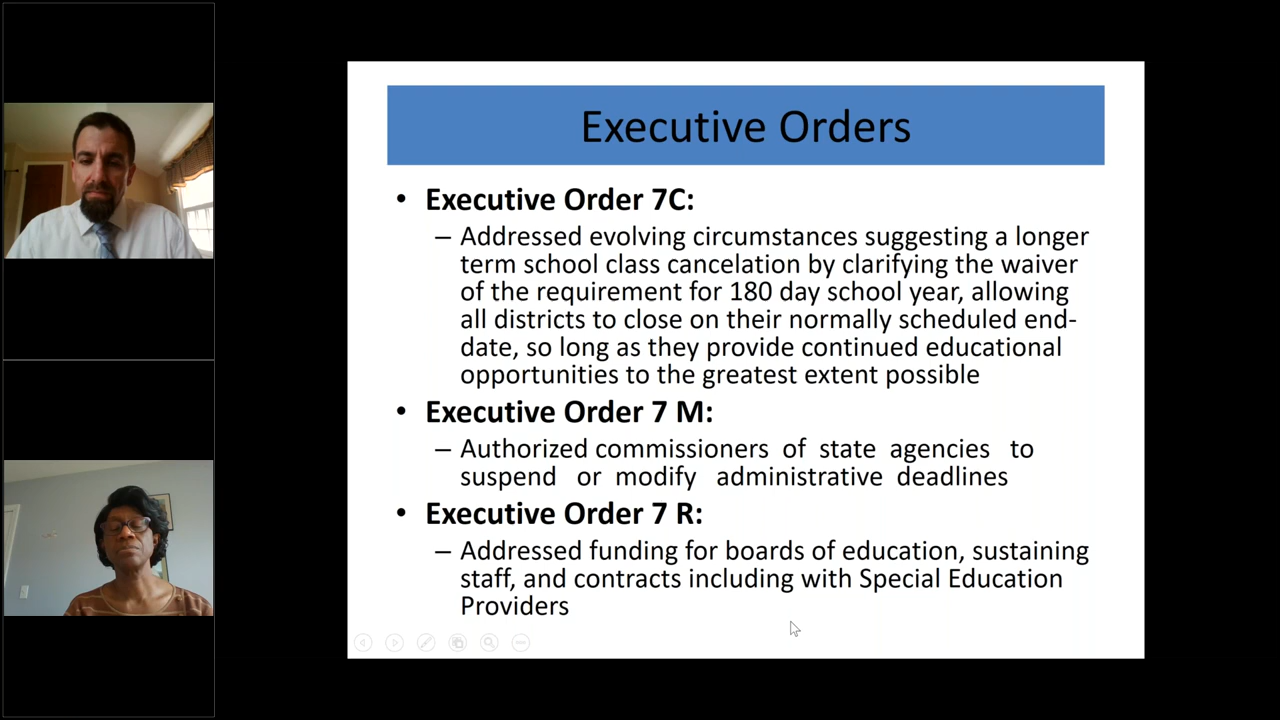 Executive Orders
• Executive Order 7C:
– Addressed evolving circumstances suggesting a longer
term school class cancelation by clarifying the waiver
of the requirement for 180 day school year, allowing
all districts to close on their normally scheduled end-
date, so long as they provide continued educational
opportunities to the greatest extent possible
• Executive Order 7 M:
– Authorized commissioners of state agencies to
suspend or modify administrative deadlines
• Executive Order 7 R:
– Addressed funding for boards of education, sustaining
staff, and contracts including with Special Education
Providers